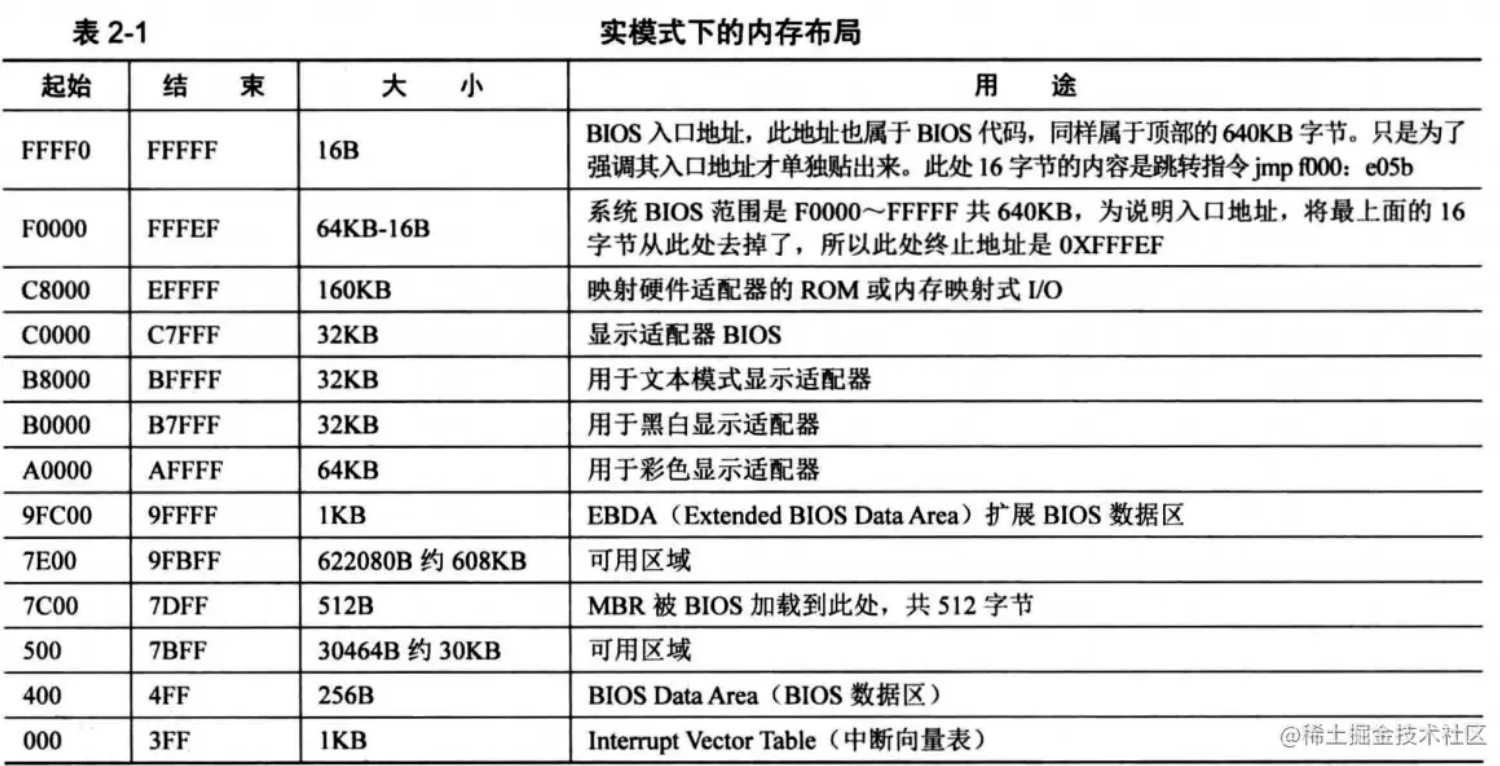 表 2-1 实模式下的内存布局
起始 结 束 大 小 用 途
FFFF0 FFFFF 16B BIOS 入口地址，此地址也属于 BIOS 代码，同样属于顶部的 640KB 字节。只是为了
强调其入口地址才单独贴出来。此处 16 字节的内容是跳转指令 jmp f000：e05b
F0000 FFFEF 64KB-16B 系统 BIOS 范围是 F0000～FFFFF 共 640KB，为说明入口地址，将最上面的 16
字节从此处去掉了，所以此处终止地址是 0XFFFEF
C8000 EFFFF 160KB 映射硬件适配器的 ROM 或内存映射式 I/O
C0000 C7FFF 32KB 显示适配器 BIOS
B8000 BFFFF 32KB 用于文本模式显示适配器
B0000 B7FFF 32KB 用于黑白显示适配器
A0000 AFFFF 64KB 用于彩色显示适配器
9FC00 9FFFF 1KB EBDA（Extended BIOS Data Area）扩展 BIOS 数据区
7E00 9FBFF 622080B 约 608KB 可用区域
7C00 7DFF 512B MBR 被 BIOS 加载到此处，共 512 字节
500 7BFF 30464B 约 30KB 可用区域
400 4FF 256B BIOS Data Area（BIOS 数据区）
000 3FF 1KB Interrupt Vector Table（中断向量表）
@稀土掘金技术社区